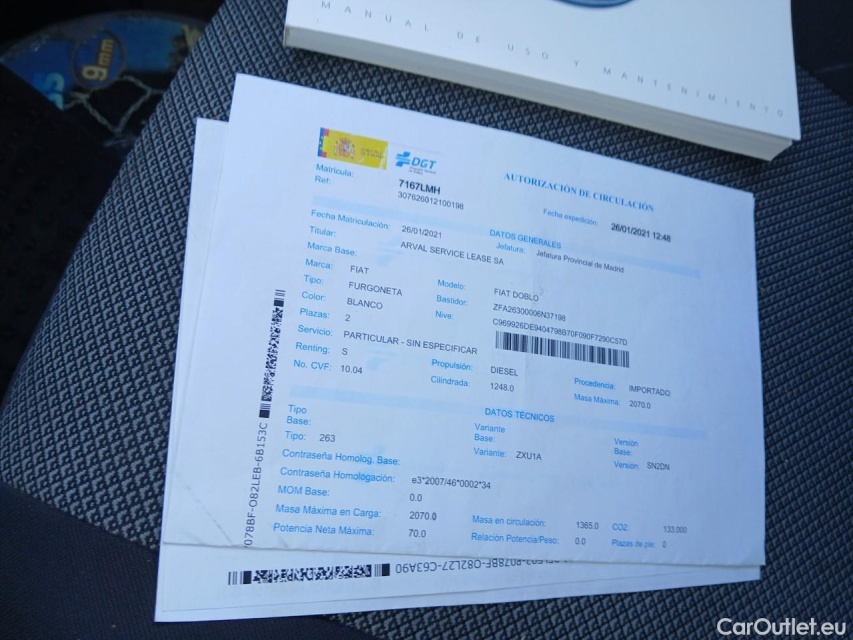 9mm
MANUAL DE USO Y MANTENIMIENTO
DGT
AUTORIZACIÓN DE CIRCULACIÓN
Matrícula: 7167LMH
Ref: 307626012100198
Fecha expedición: 26/01/2021 12:48
Fecha Matriculación: 26/01/2021
DATOS GENERALES
Titular: ARVAL SERVICE LEASE SA
Jefatura: Jefatura Provincial de Madrid
Marca Base:
Marca: FIAT Modelo: FIAT DOBLO
Tipo: FURGONETA Bastidor: ZFA26300006N37198
Color: BLANCO Nive: C969926DE9404798B70F090F7290C57D
Plazas: 2
Servicio: PARTICULAR - SIN ESPECIFICAR
Renting: S Propulsión: DIESEL Procedencia: IMPORTADO
No. CVF: 10.04 Cilindrada: 1248.0 Masa Máxima: 2070.0
DATOS TÉCNICOS
Tipo Base: Variante Base: Versión Base:
Tipo: 263 Variante: ZXU1A Versión: SN2DN
Contraseña Homolog. Base:
Contraseña Homologación: e3*2007/46*0002*34
MOM Base: 0.0
Masa Máxima en Carga: 2070.0 Masa en circulación: 1365.0 CO2: 133.000
Potencia Neta Máxima: 70.0 Relación Potencia/Peso: 0.0 Plazas de pie: 0
078BF-O82LEB-6B153C
078BF-O82L27-C63A90
CarOutlet.eu